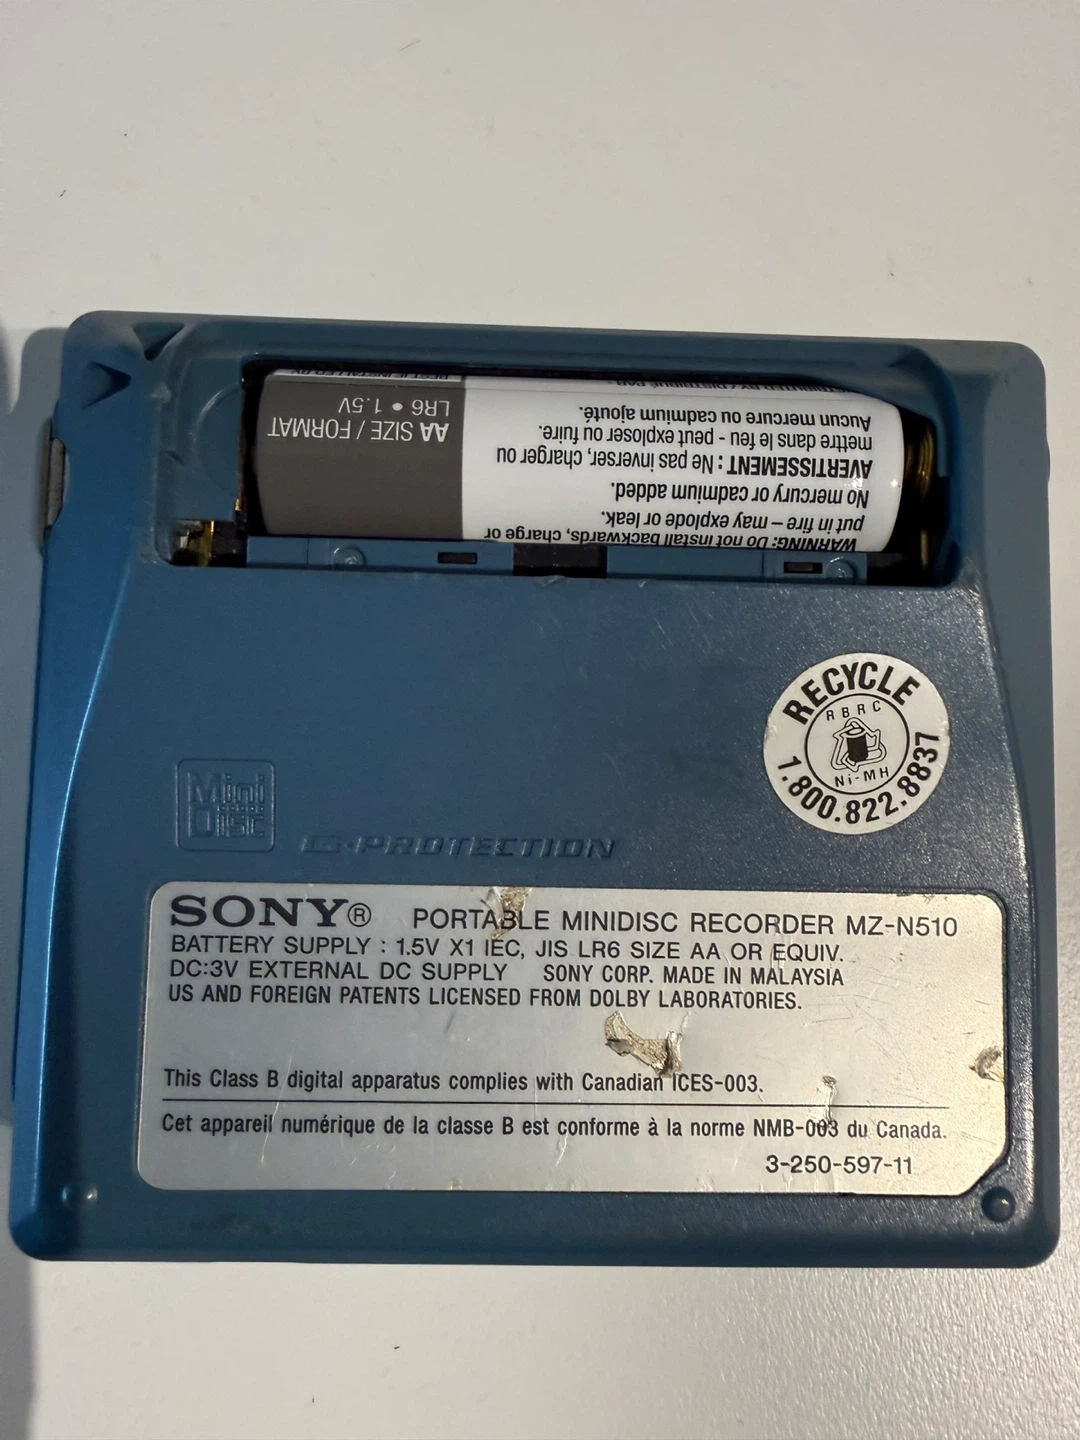 BEST IF INSTALLED BY
LR6 • 1.5V
AA SIZE / FORMAT
Aucun mercure ou cadmium ajouté.
mettre dans le feu - peut exploser ou fuire.
AVERTISSEMENT : Ne pas inverser, charger ou
No mercury or cadmium added.
put in fire – may explode or leak.
WARNING: Do not install backwards, charge or
RECYCLE
RBRC
Ni-MH
1.800.822.8837
Mini
Disc
G-PROTECTION
SONY® PORTABLE MINIDISC RECORDER MZ-N510
BATTERY SUPPLY : 1.5V X1 IEC, JIS LR6 SIZE AA OR EQUIV.
DC:3V EXTERNAL DC SUPPLY SONY CORP. MADE IN MALAYSIA
US AND FOREIGN PATENTS LICENSED FROM DOLBY LABORATORIES.
This Class B digital apparatus complies with Canadian ICES-003.
Cet appareil numérique de la classe B est conforme à la norme NMB-003 du Canada.
3-250-597-11